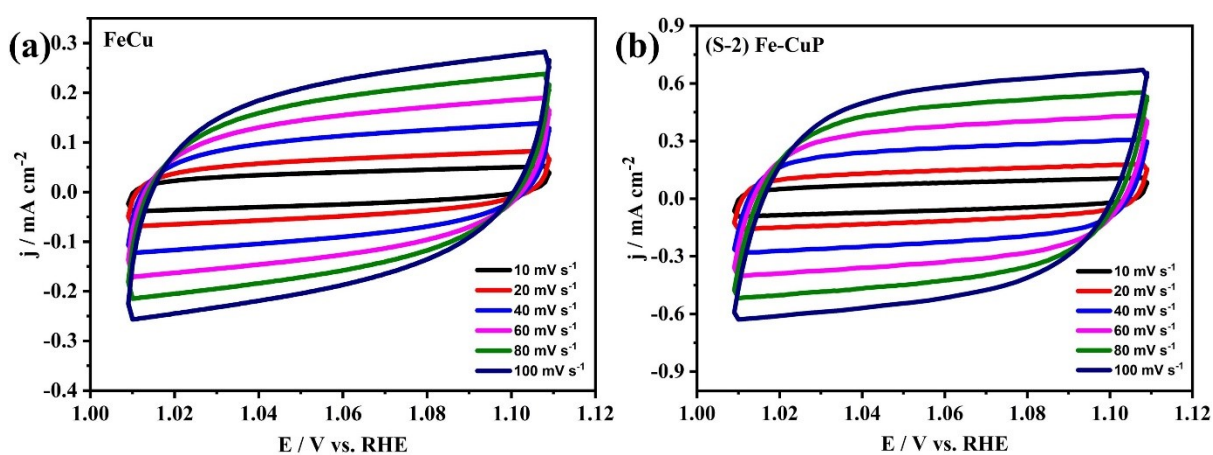 (a)
FeCu
j / mA cm⁻²
0.3
0.2
0.1
0.0
-0.1
-0.2
-0.3
-0.4
10 mV s⁻¹
20 mV s⁻¹
40 mV s⁻¹
60 mV s⁻¹
80 mV s⁻¹
100 mV s⁻¹
1.00 1.02 1.04 1.06 1.08 1.10 1.12
E / V vs. RHE
(b)
(S-2) Fe-CuP
j / mA cm⁻²
0.9
0.6
0.3
0.0
-0.3
-0.6
-0.9
10 mV s⁻¹
20 mV s⁻¹
40 mV s⁻¹
60 mV s⁻¹
80 mV s⁻¹
100 mV s⁻¹
1.00 1.02 1.04 1.06 1.08 1.10 1.12
E / V vs. RHE